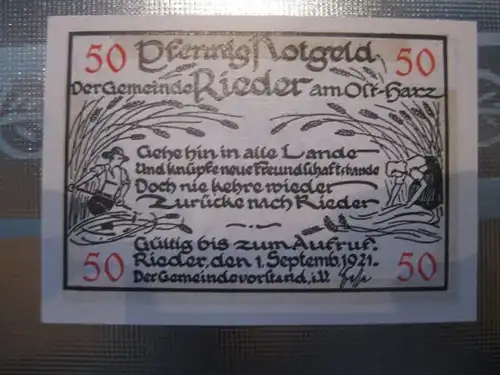 50 Pfennig Notgeld 50
Der Gemeinde Rieder am Ost-Harz
Gehe hin in alle Lande
Und knüpfe neue Freundschaftsbande
Doch nie kehre wieder
Zurücke nach Rieder
Gültig bis zum Aufruf.
Rieder, den 1. Septemb. 1921.
50 Der Gemeindevorstand, i.V. 50